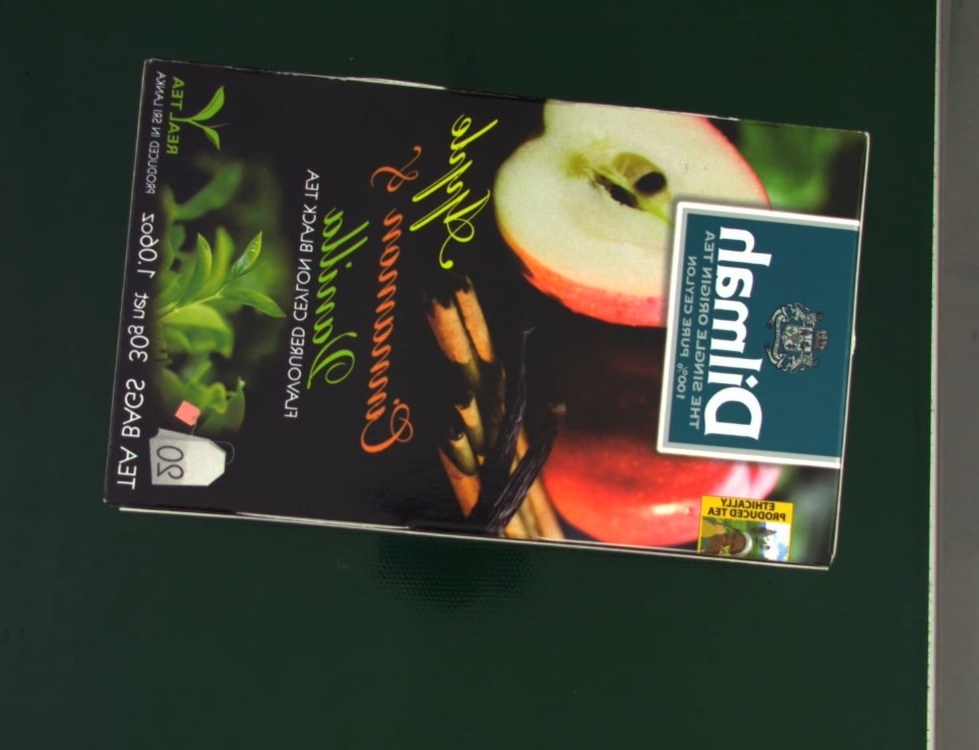 Dilmah
THE SINGLE ORIGIN TEA
100% PURE CEYLON
ETHICALLY
PRODUCED TEA
Apple
Cinnamon &
Vanilla
FLAVOURED CEYLON BLACK TEA
REAL TEA
PRODUCED IN SRI LANKA
20
TEA BAGS 30g net 1.06oz